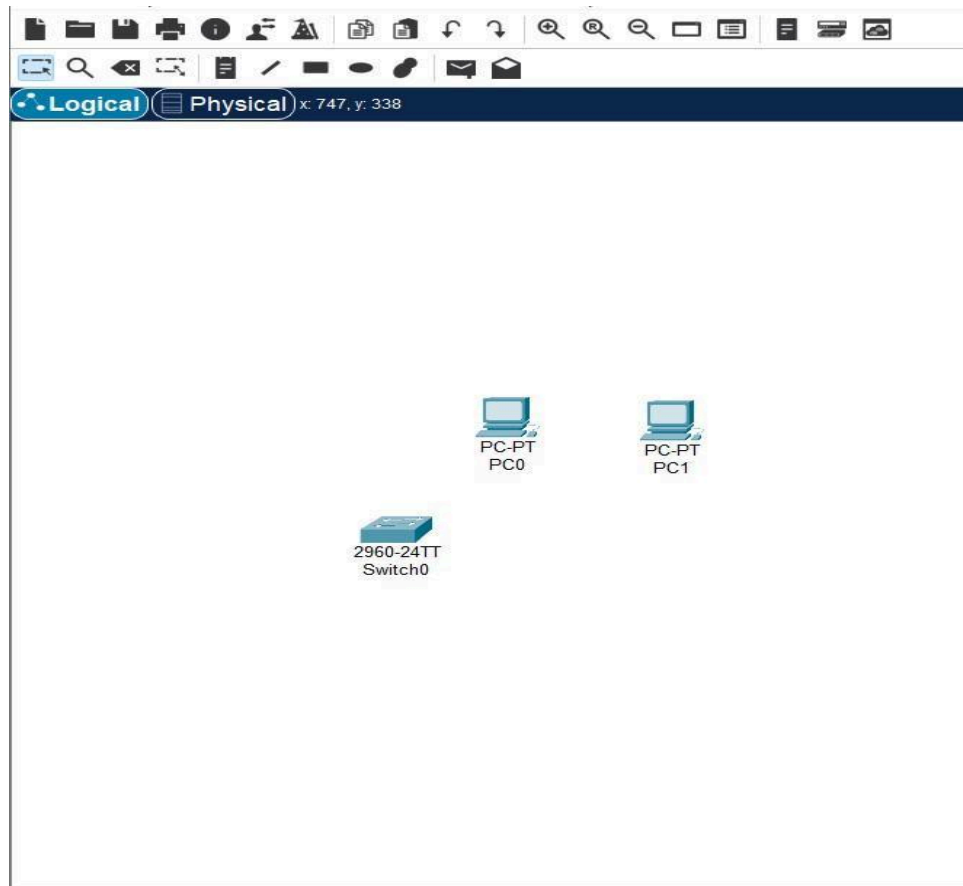 Logical Physical x: 747, y: 338
PC-PT
PC0
PC-PT
PC1
2960-24TT
Switch0